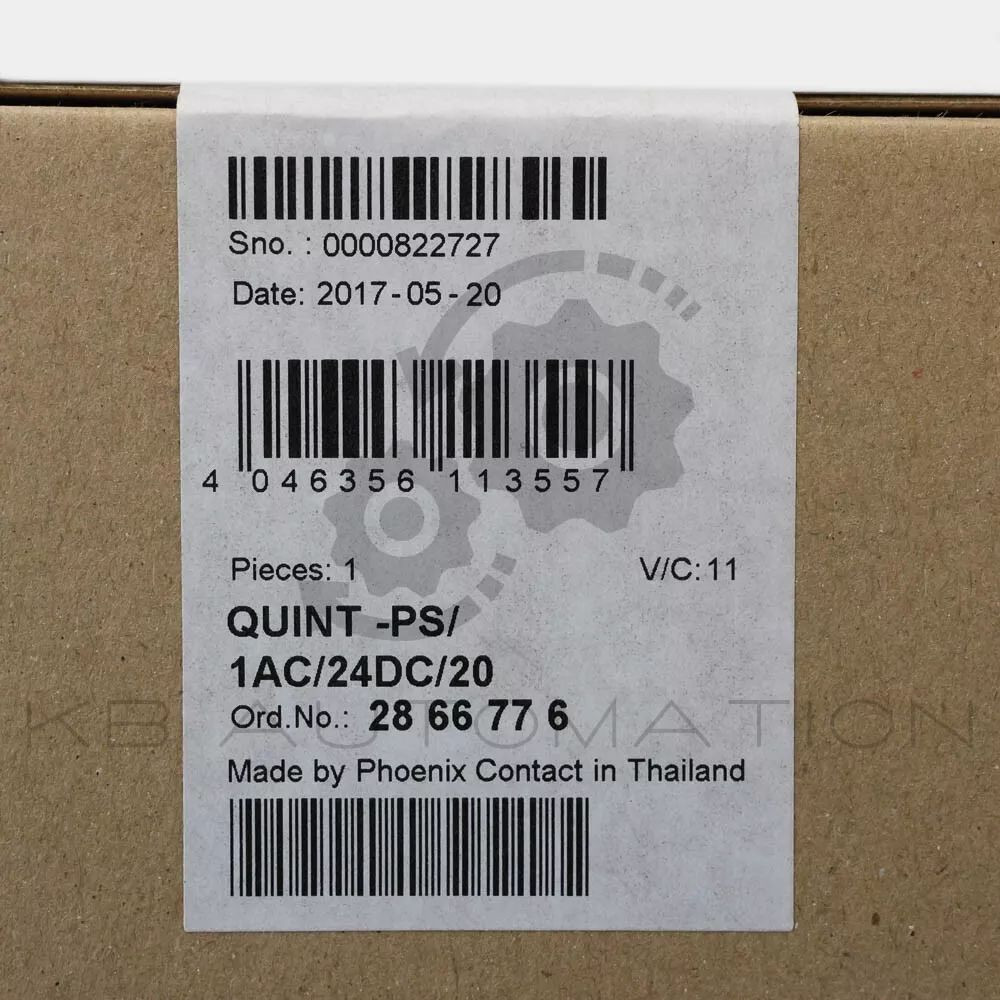 Sno. : 0000822727
Date: 2017-05-20
4 046356 113557
Pieces: 1 V/C: 11
QUINT -PS/
1AC/24DC/20
Ord.No.: 28 66 77 6
KB AUTOMATION
Made by Phoenix Contact in Thailand